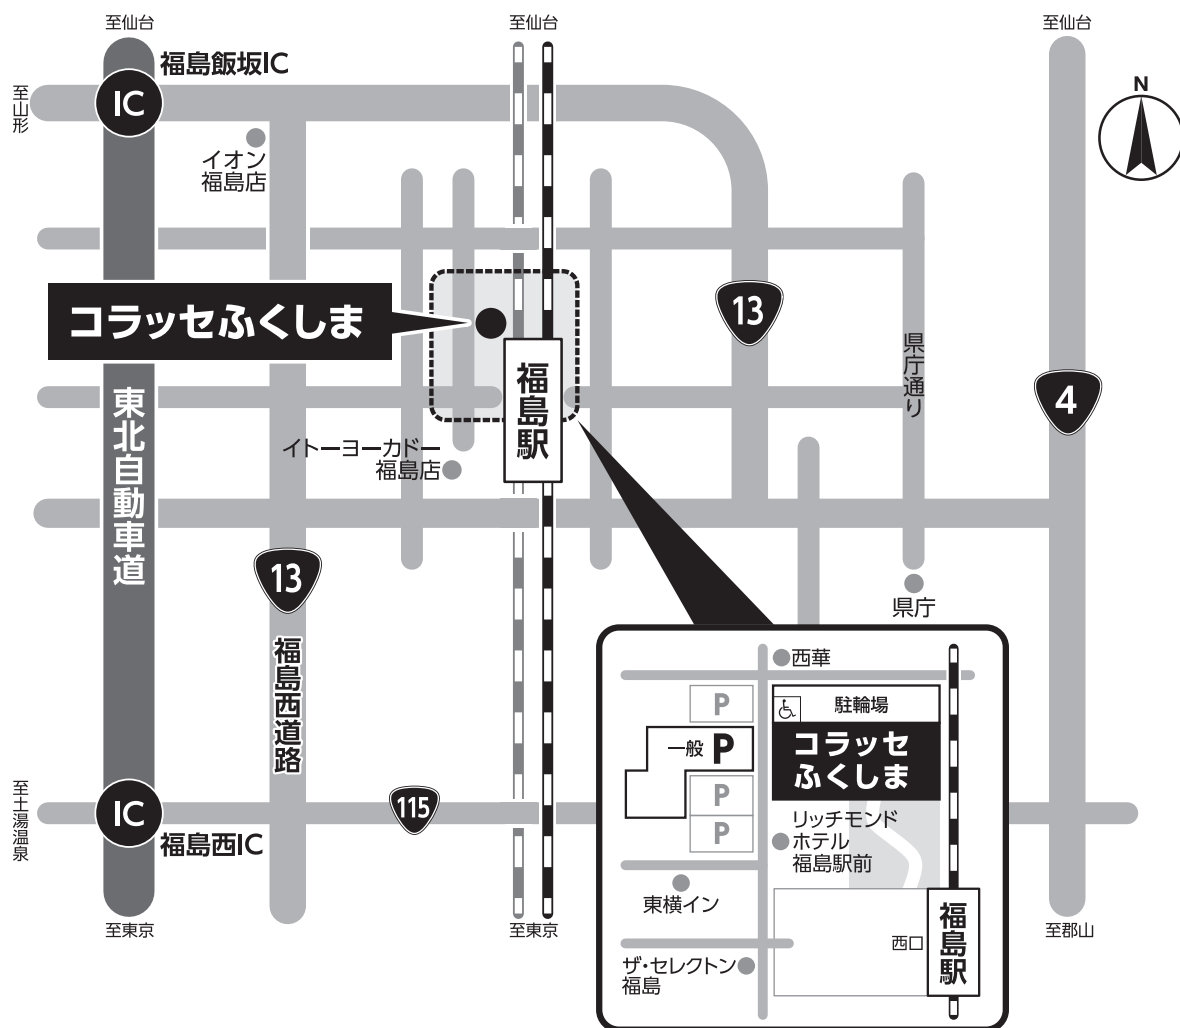 至仙台
至仙台
至仙台
福島飯坂IC
IC
至山形
N
イオン
福島店
コラッセふくしま
13
県庁通り
福島駅
4
東北自動車道
イトーヨーカドー
福島店
13
県庁
福島西道路
西華
P
駐輪場
一般 P
コラッセ
ふくしま
P
P
リッチモンド
ホテル
福島駅前
東横イン
西口
福島駅
ザ・セレクトン
福島
至土湯温泉
IC
115
福島西IC
至東京
至東京
至郡山